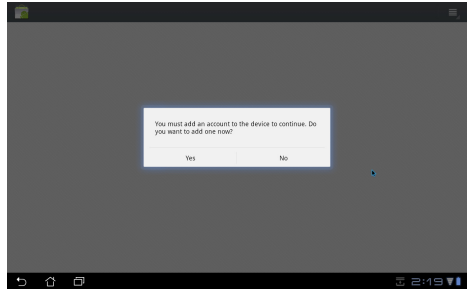 You must add an account to the device to continue. Do
you want to add one now?
Yes
No
2:19